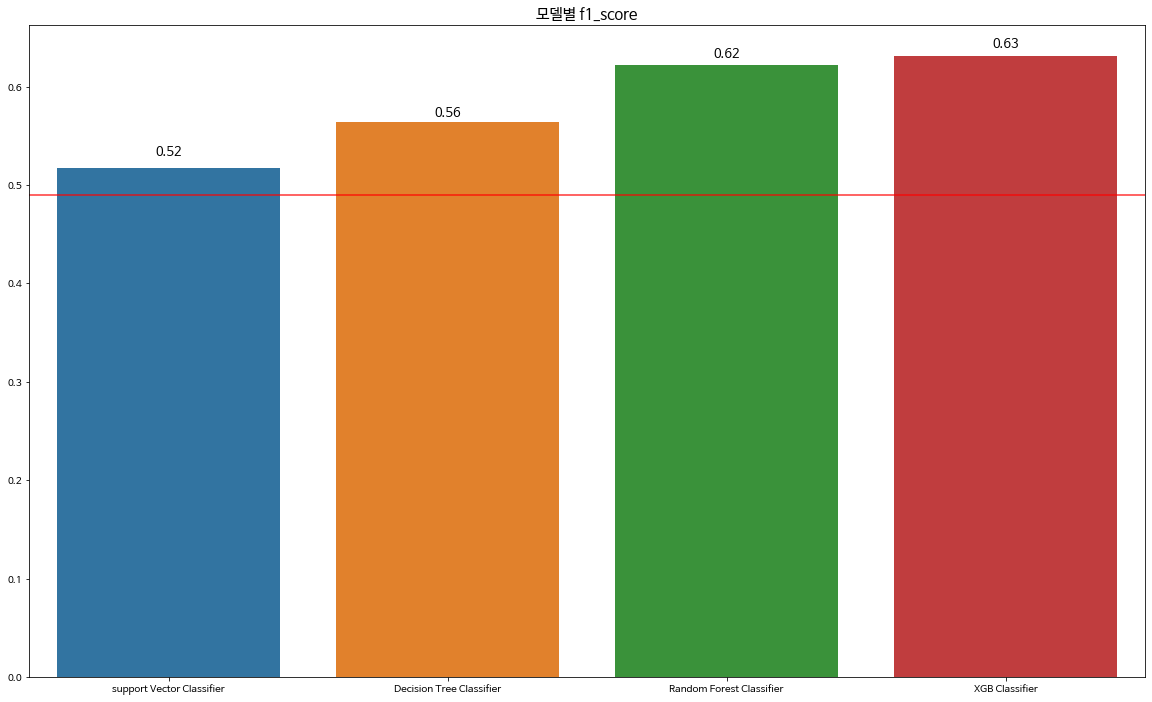 모델별 f1_score
0.63
0.62
0.56
0.52
0.6
0.5
0.4
0.3
0.2
0.1
0.0
support Vector Classifier
Decision Tree Classifier
Random Forest Classifier
XGB Classifier